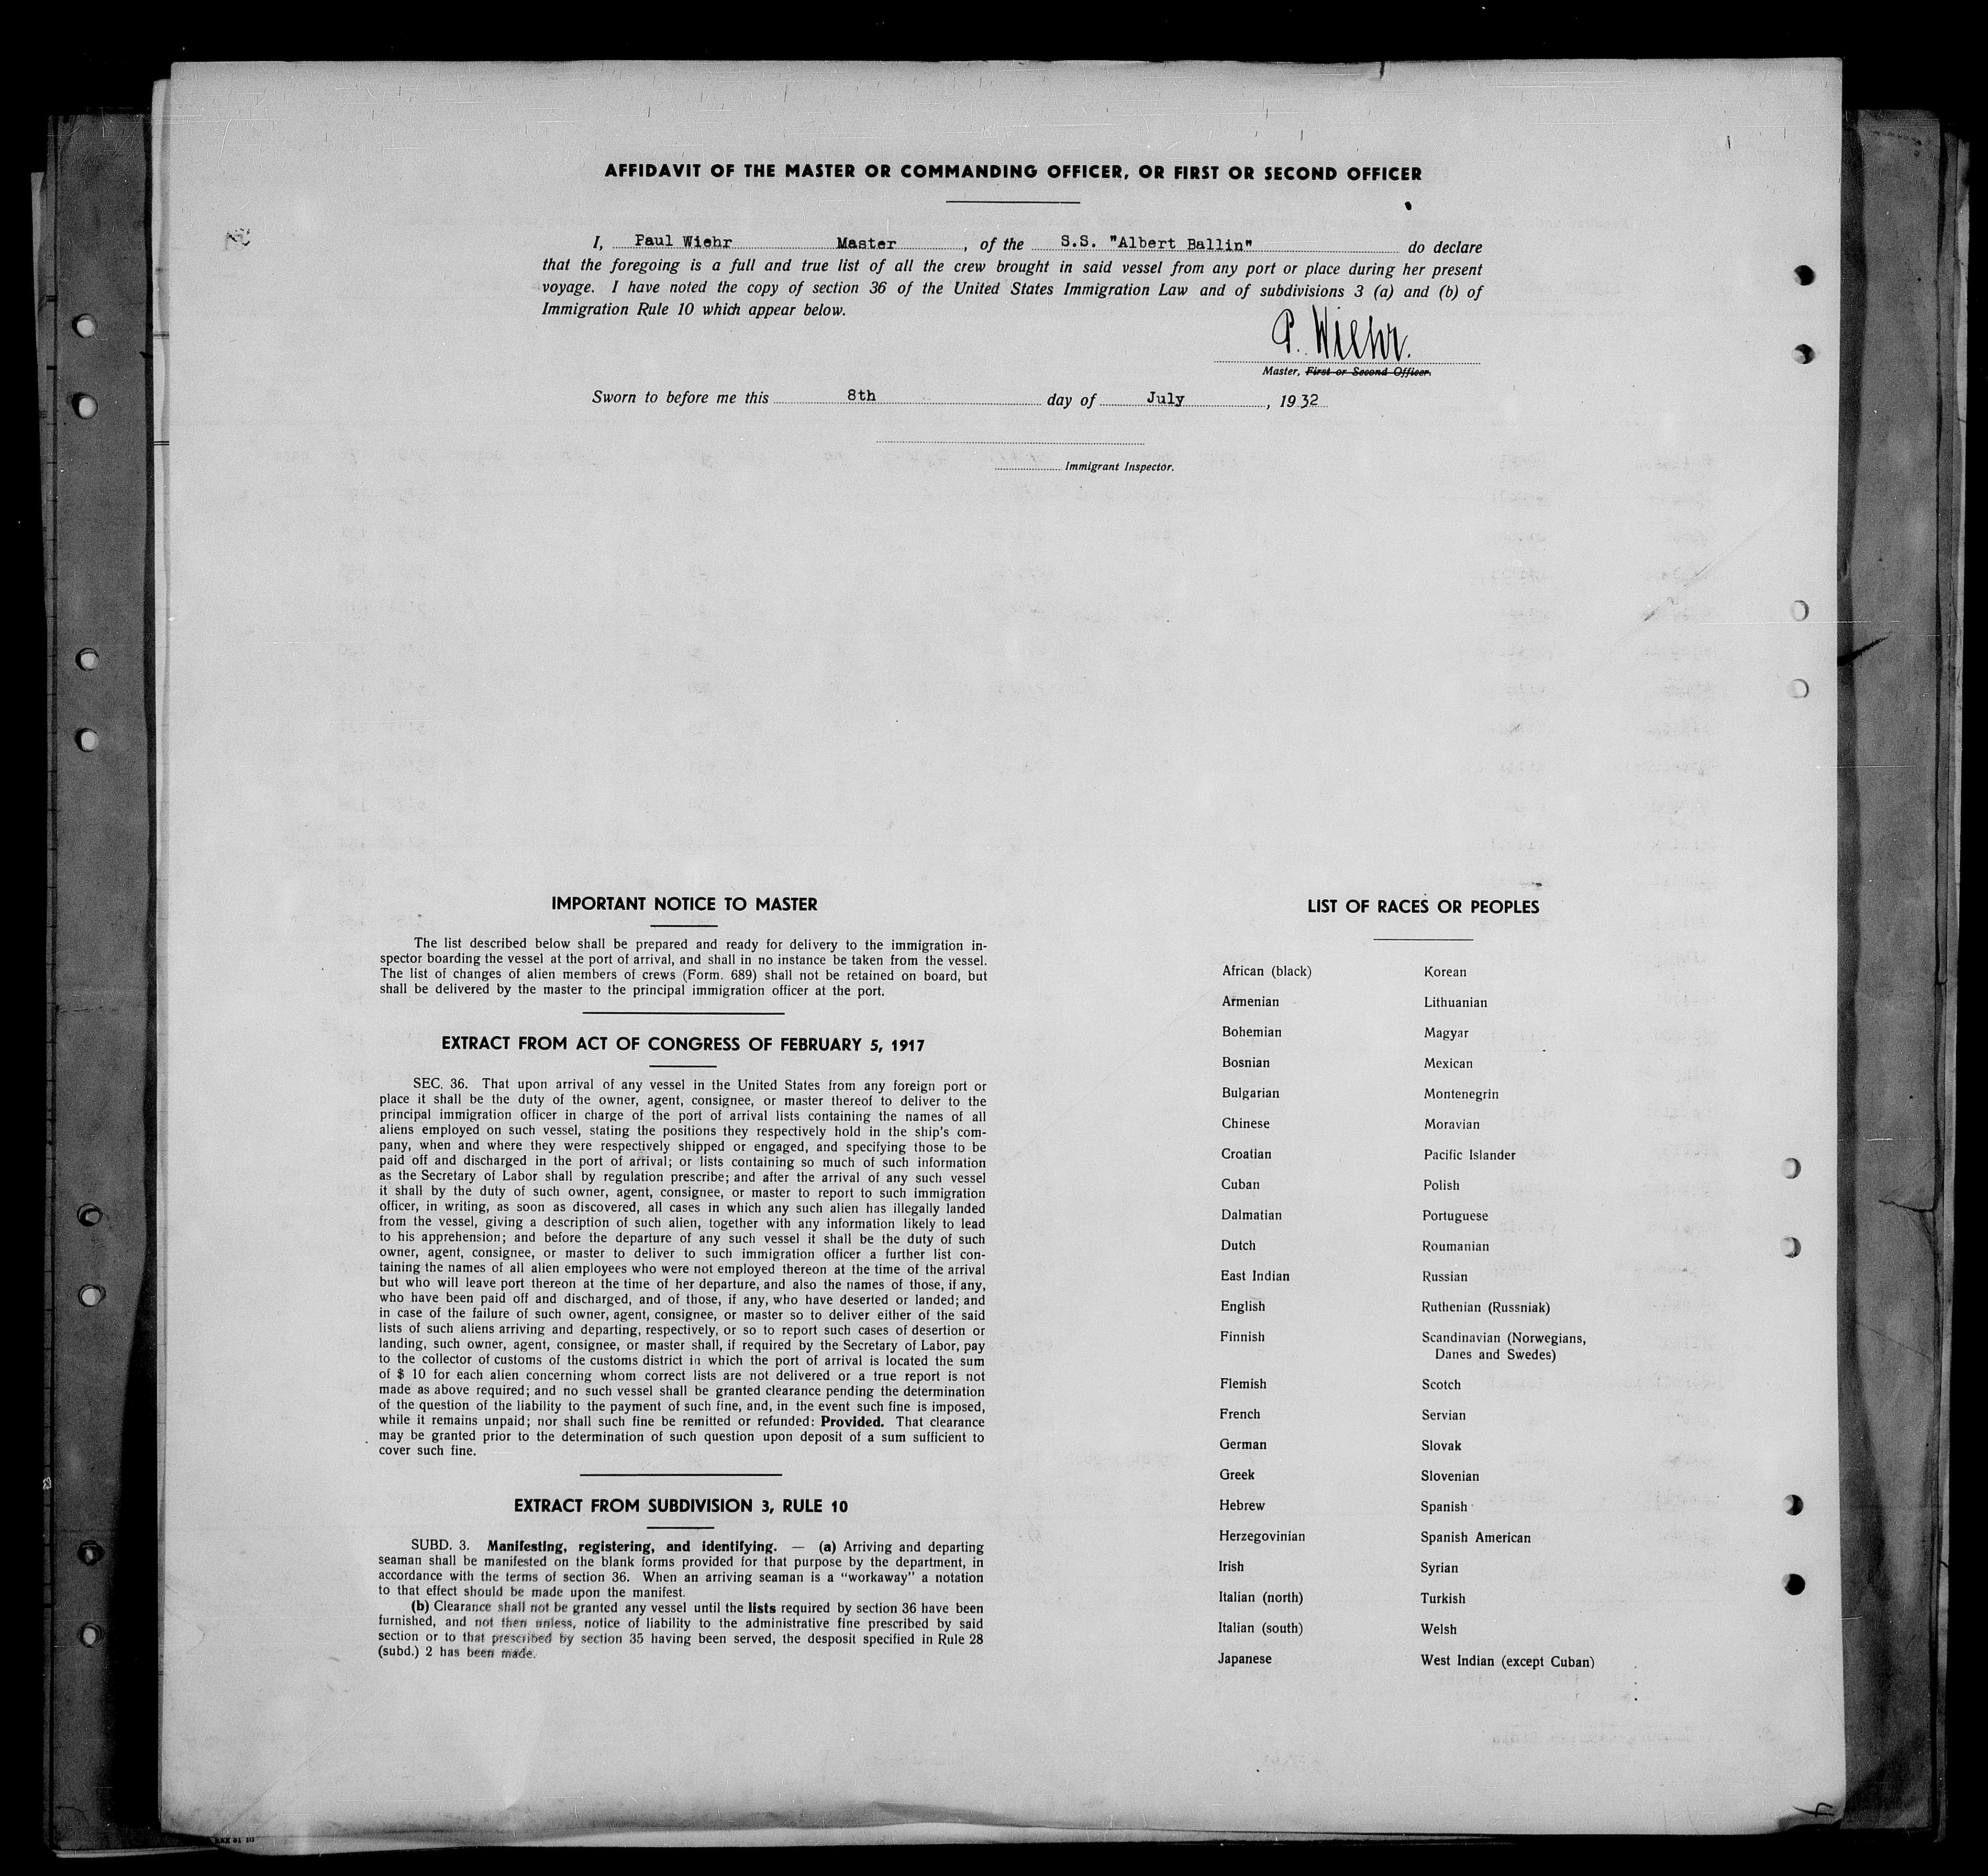 AFFIDAVIT OF THE MASTER OR COMMANDING OFFICER, OR FIRST OR SECOND OFFICER
I, Paul Wiehr Master, of the S.S. "Albert Ballin" do declare
that the foregoing is a full and true list of all the crew brought in said vessel from any port or place during her present
voyage. I have noted the copy of section 36 of the United States Immigration Law and of subdivisions 3 (a) and (b) of
Immigration Rule 10 which appear below.
P. Wiehr.
Master, First or Second Officer.
Sworn to before me this 8th day of July, 1932
Immigrant Inspector.
IMPORTANT NOTICE TO MASTER
The list described below shall be prepared and ready for delivery to the immigration in-
spector boarding the vessel at the port of arrival, and shall in no instance be taken from the vessel.
The list of changes of alien members of crews (Form. 689) shall not be retained on board, but
shall be delivered by the master to the principal immigration officer at the port.
EXTRACT FROM ACT OF CONGRESS OF FEBRUARY 5, 1917
SEC. 36. That upon arrival of any vessel in the United States from any foreign port or
place it shall be the duty of the owner, agent, consignee, or master thereof to deliver to the
principal immigration officer in charge of the port of arrival lists containing the names of all
aliens employed on such vessel, stating the positions they respectively hold in the ship's com-
pany, when and where they were respectively shipped or engaged, and specifying those to be
paid off and discharged in the port of arrival; or lists containing so much of such information
as the Secretary of Labor shall by regulation prescribe; and after the arrival of any such vessel
it shall by the duty of such owner, agent, consignee, or master to report to such immigration
officer, in writing, as soon as discovered, all cases in which any such alien has illegally landed
from the vessel, giving a description of such alien, together with any information likely to lead
to his apprehension; and before the departure of any such vessel it shall be the duty of such
owner, agent, consignee, or master to deliver to such immigration officer a further list con-
taining the names of all alien employees who were not employed thereon at the time of the arrival
but who will leave port thereon at the time of her departure, and also the names of those, if any,
who have been paid off and discharged, and of those, if any, who have deserted or landed; and
in case of the failure of such owner, agent, consignee, or master so to deliver either of the said
lists of such aliens arriving and departing, respectively, or so to report such cases of desertion or
landing, such owner, agent, consignee, or master shall, if required by the Secretary of Labor, pay
to the collector of customs of the customs district in which the port of arrival is located the sum
of $ 10 for each alien concerning whom correct lists are not delivered or a true report is not
made as above required; and no such vessel shall be granted clearance pending the determination
of the question of the liability to the payment of such fine, and, in the event such fine is imposed,
while it remains unpaid; nor shall such fine be remitted or refunded: Provided. That clearance
may be granted prior to the determination of such question upon deposit of a sum sufficient to
cover such fine.
EXTRACT FROM SUBDIVISION 3, RULE 10
SUBD. 3. Manifesting, registering, and identifying. — (a) Arriving and departing
seaman shall be manifested on the blank forms provided for that purpose by the department, in
accordance with the terms of section 36. When an arriving seaman is a “workaway” a notation
to that effect should be made upon the manifest.
(b) Clearance shall not be granted any vessel until the lists required by section 36 have been
furnished, and not then unless, notice of liability to the administrative fine prescribed by said
section or to that prescribed by section 35 having been served, the desposit specified in Rule 28
(subd.) 2 has been made.
LIST OF RACES OR PEOPLES
African (black) Korean
Armenian Lithuanian
Bohemian Magyar
Bosnian Mexican
Bulgarian Montenegrin
Chinese Moravian
Croatian Pacific Islander
Cuban Polish
Dalmatian Portuguese
Dutch Roumanian
East Indian Russian
English Ruthenian (Russniak)
Finnish Scandinavian (Norwegians,
Danes and Swedes)
Flemish Scotch
French Servian
German Slovak
Greek Slovenian
Hebrew Spanish
Herzegovinian Spanish American
Irish Syrian
Italian (north) Turkish
Italian (south) Welsh
Japanese West Indian (except Cuban)